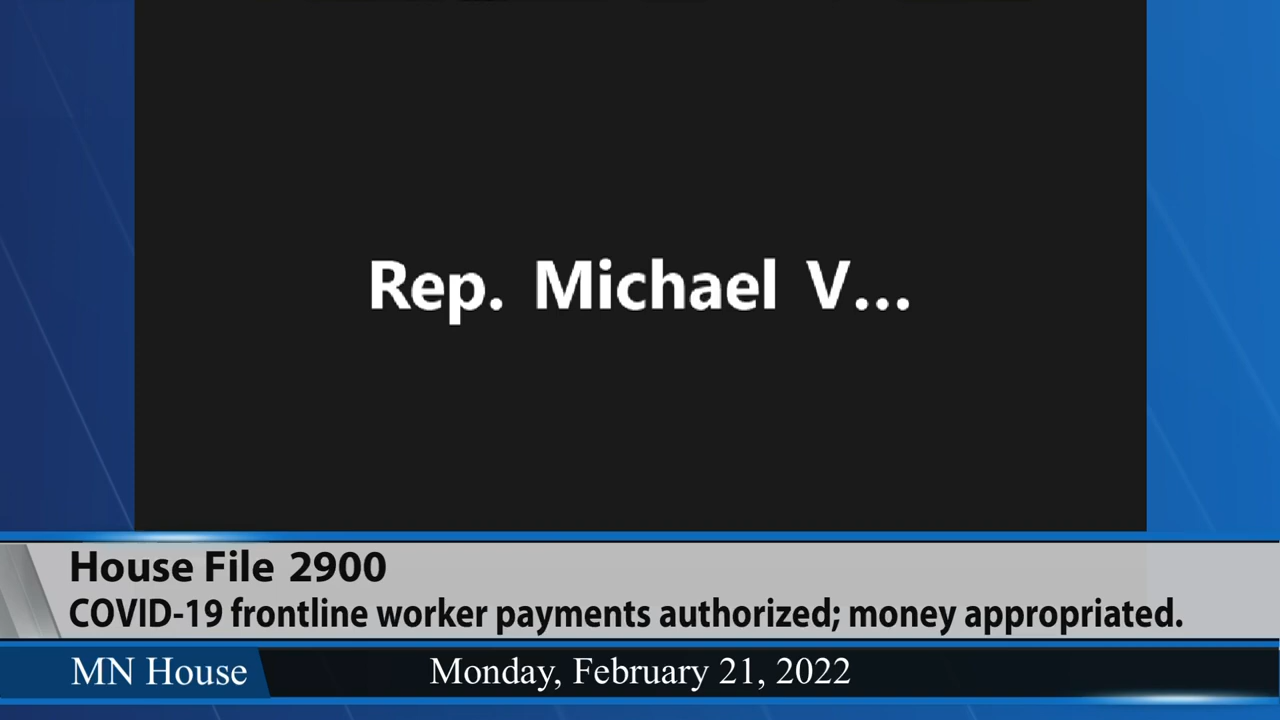 Rep. Michael V...
House File 2900
COVID-19 frontline worker payments authorized; money appropriated.
MN House
Monday, February 21, 2022